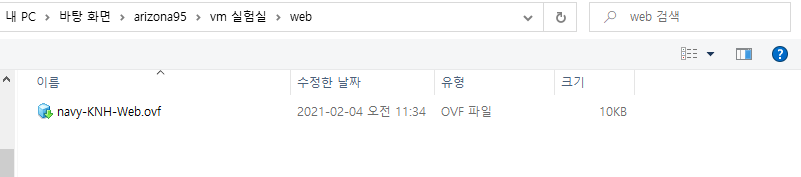 내 PC > 바탕 화면 > arizona95 > vm 실험실 > web
web 검색
이름 수정한 날짜 유형 크기
navy-KNH-Web.ovf 2021-02-04 오전 11:34 OVF 파일 10KB